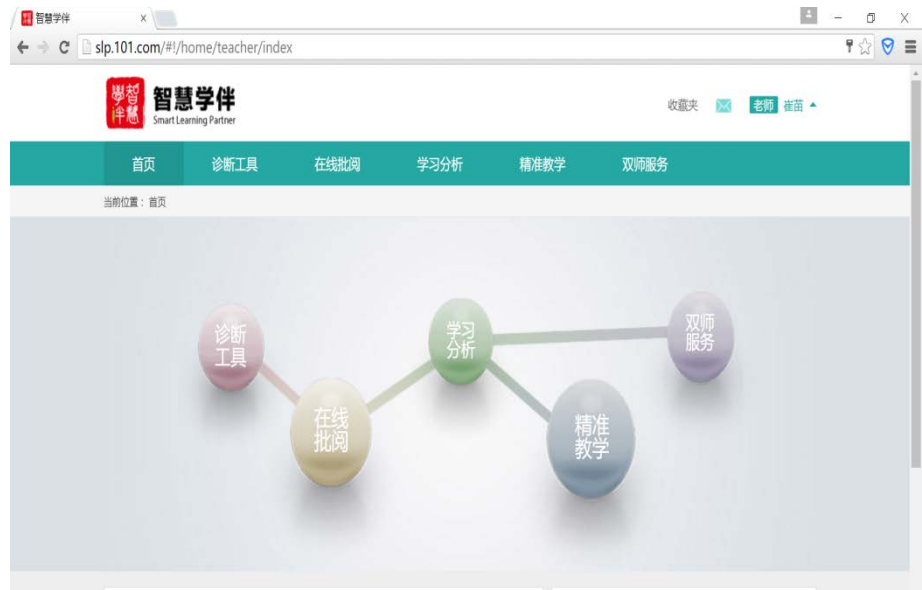 智慧学伴
slp.101.com/#!/home/teacher/index
學智
伴慧
智慧学伴
Smart Learning Partner
收藏夹 老师 崔苗
首页 诊断工具 在线批阅 学习分析 精准教学 双师服务
当前位置：首页
诊断
工具
在线
批阅
学习
分析
精准
教学
双师
服务